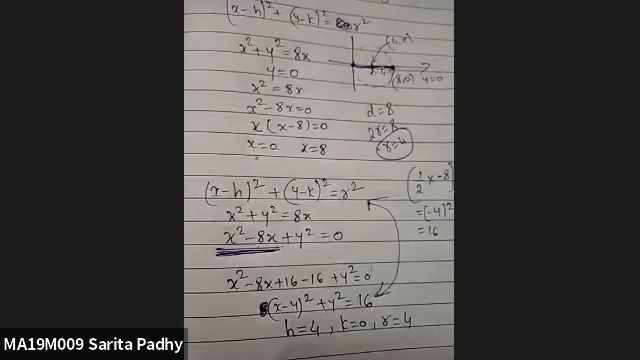 (x-h)² + (y-k)² = r²
x² + y² = 8x
y = 0
x² = 8x
x² - 8x = 0
x (x-8) = 0
x = 0. x = 8
(4,0)
(8,0) y=0
d = 8
2r = 8
r = 4
(x-h)² + (y-k)² = r²
x² + y² = 8x
x² - 8x + y² = 0
(1/2 x -8)
= (-4)²
= 16
x² - 8x + 16 - 16 + y² = 0
(x-4)² + y² = 16
h = 4, k = 0, r = 4
MA19M009 Sarita Padhy